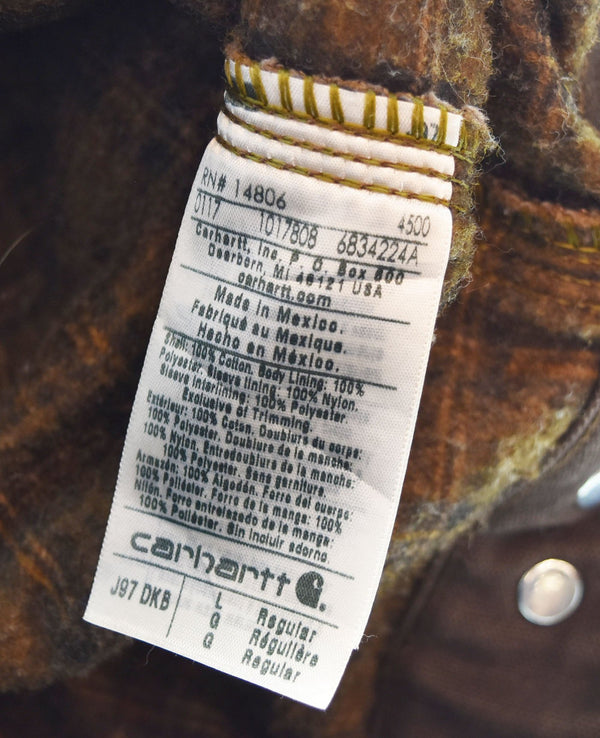 RN# 14806 4500
0117 1017808 6834224A
Carhartt, Inc. P. O. Box 600
Dearborn, MI 48121 USA
carhartt.com
Made in Mexico.
Fabriqué au Mexique.
Hecho en México.
Shell: 100% Cotton. Body Lining: 100%
Polyester. Sleeve lining: 100% Nylon.
Sleeve Interlining: 100% Polyester
Exclusive of Trimming.
Extérieur: 100% Coton. Doublure du corps:
100% Polyester. Doublure de la manche:
100% Nylon. Entredoublure de la manche:
100% Polyester. Sans garniture.
Armazón: 100% Algodón. Forro del cuerpo:
100% Poliéster. Forro de la manga: 100%
Nilón. Forro entrelazado de la manga:
100% Poliéster. Sin incluir adorno.
carhartt
J97 DKB L Regular
G Régulière
G Regular